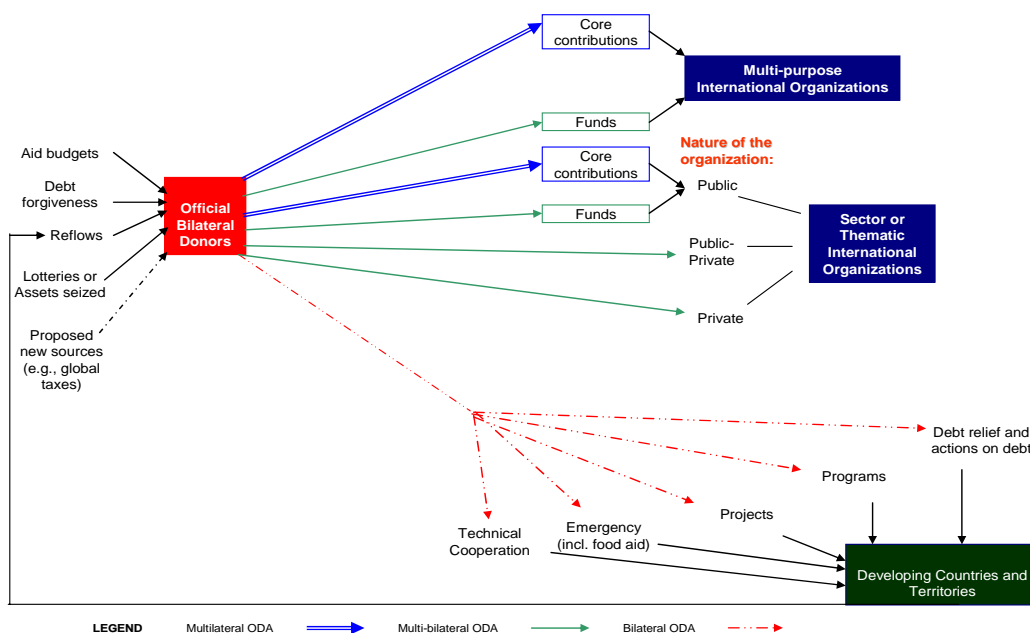 Core
contributions
Multi-purpose
International Organizations
Funds
Nature of the
organization:
Aid budgets
Core
contributions
Public
Debt
forgiveness
Official
Bilateral
Donors
Funds
Sector or
Thematic
International
Organizations
Reflows
Public-
Private
Lotteries or
Assets seized
Private
Proposed
new sources
(e.g., global
taxes)
Debt relief and
actions on debt
Programs
Projects
Emergency
(incl. food aid)
Technical
Cooperation
Developing Countries and
Territories
LEGEND Multilateral ODA Multi-bilateral ODA Bilateral ODA